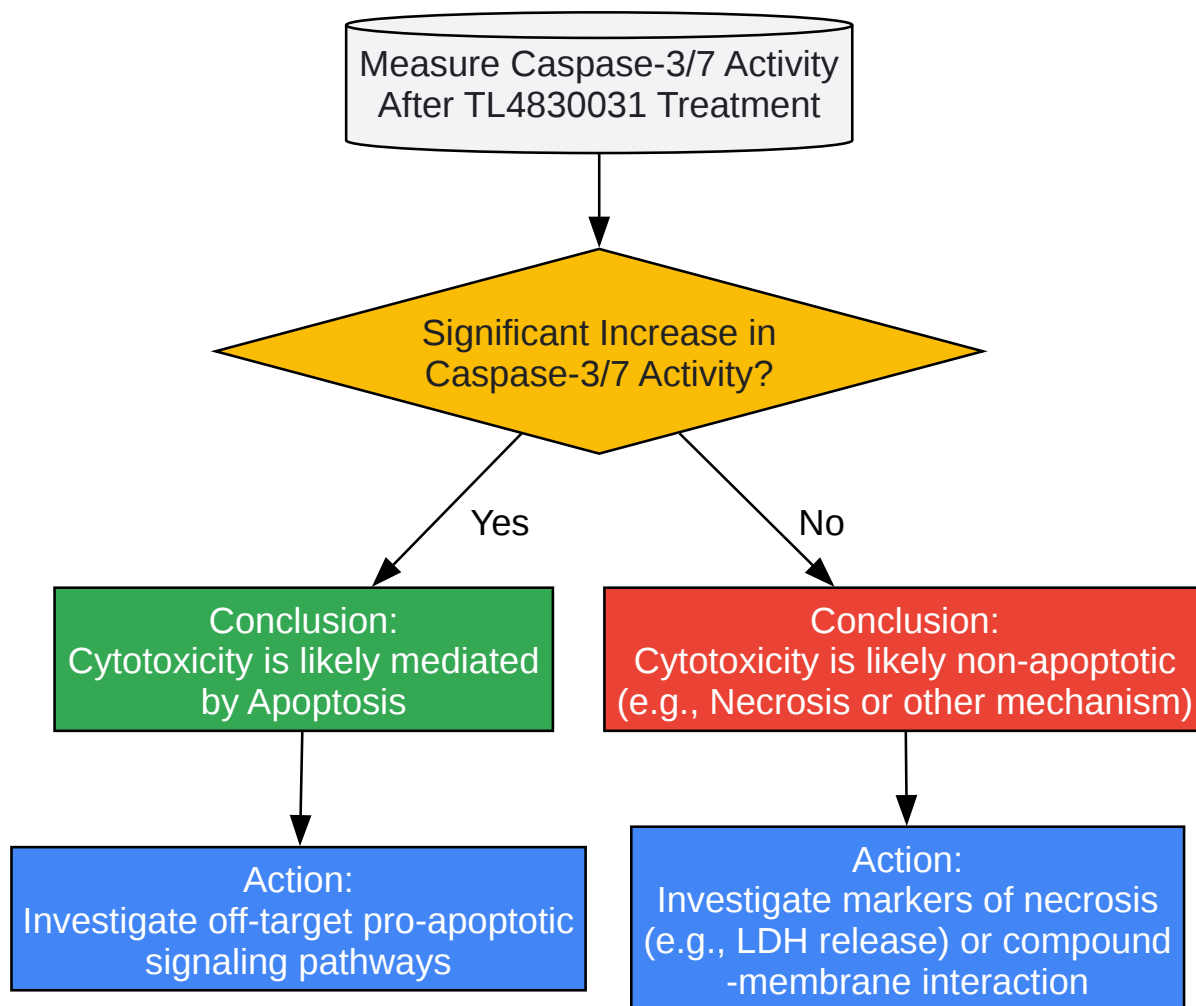 Measure Caspase-3/7 Activity
After TL4830031 Treatment
Significant Increase in
Caspase-3/7 Activity?
Yes
No
Conclusion:
Cytotoxicity is likely mediated
by Apoptosis
Conclusion:
Cytotoxicity is likely non-apoptotic
(e.g., Necrosis or other mechanism)
Action:
Investigate off-target pro-apoptotic
signaling pathways
Action:
Investigate markers of necrosis
(e.g., LDH release) or compound
-membrane interaction